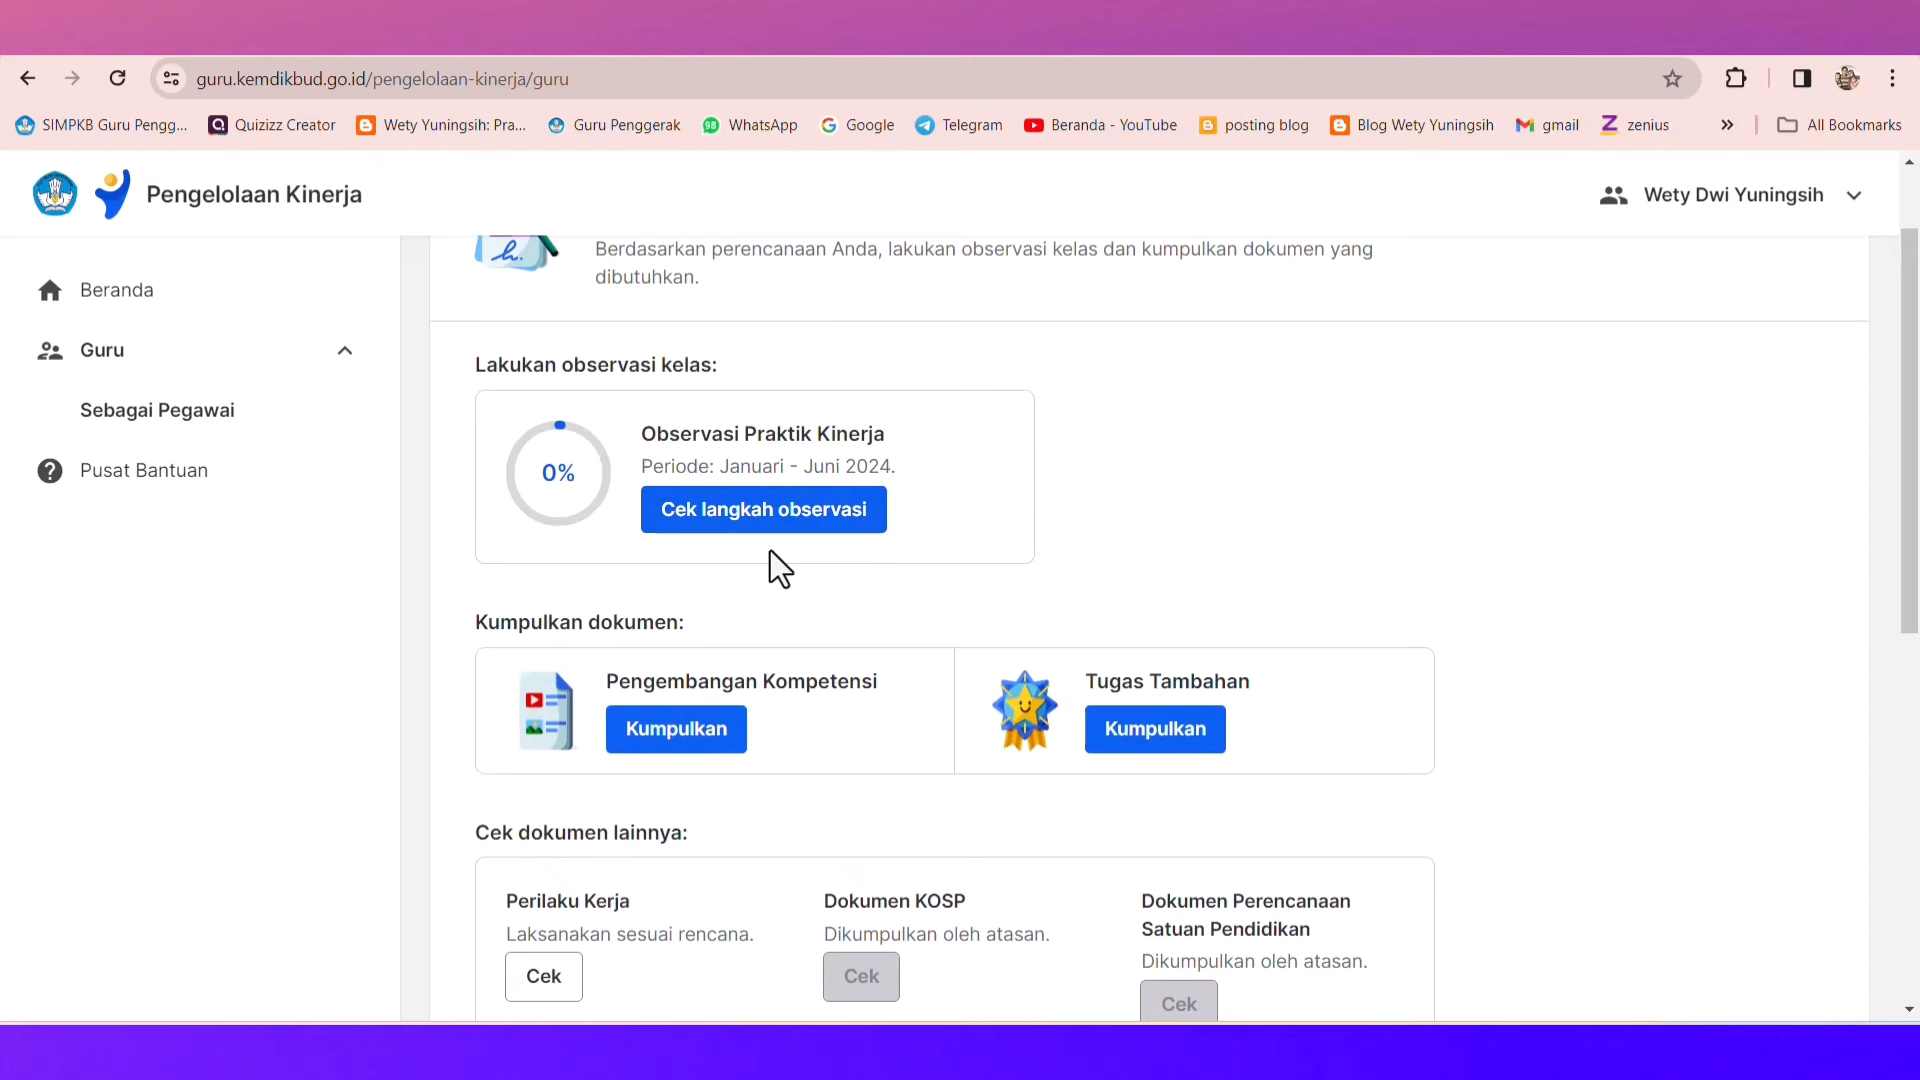 guru.kemdikbud.go.id/pengelolaan-kinerja/guru
SIMPKB Guru Pengg...
Quizizz Creator
Wety Yuningsih: Pra...
Guru Penggerak
98
WhatsApp
Google
Telegram
Beranda - YouTube
posting blog
Blog Wety Yuningsih
gmail
zenius
All Bookmarks
Pengelolaan Kinerja
Wety Dwi Yuningsih
Beranda
Guru
Sebagai Pegawai
Pusat Bantuan
Berdasarkan perencanaan Anda, lakukan observasi kelas dan kumpulkan dokumen yang
dibutuhkan.
Lakukan observasi kelas:
0%
Observasi Praktik Kinerja
Periode: Januari - Juni 2024.
Cek langkah observasi
Kumpulkan dokumen:
Pengembangan Kompetensi
Kumpulkan
Tugas Tambahan
Kumpulkan
Cek dokumen lainnya:
Perilaku Kerja
Laksanakan sesuai rencana.
Cek
Dokumen KOSP
Dikumpulkan oleh atasan.
Cek
Dokumen Perencanaan
Satuan Pendidikan
Dikumpulkan oleh atasan.
Cek